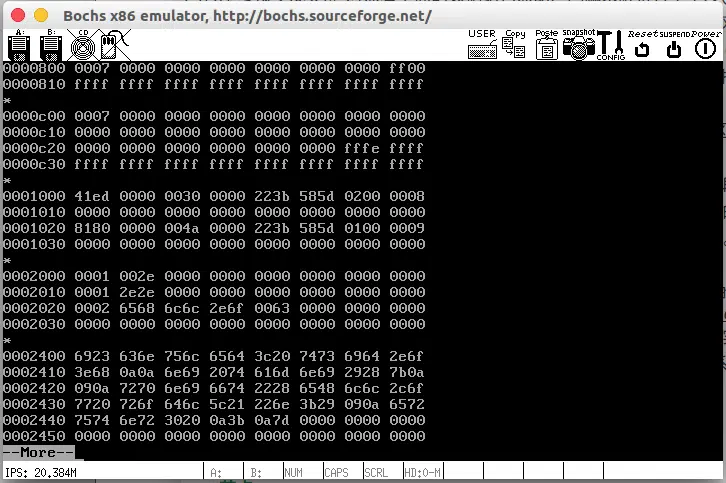 Bochs x86 emulator, http://bochs.sourceforge.net/
A: B: CD USER Copy Paste snapshot CONFIG Reset SUSPEND Power
0000800 0007 0000 0000 0000 0000 0000 0000 ff00
0000810 ffff ffff ffff ffff ffff ffff ffff ffff
*
0000c00 0007 0000 0000 0000 0000 0000 0000 0000
0000c10 0000 0000 0000 0000 0000 0000 0000 0000
0000c20 0000 0000 0000 0000 0000 0000 fffe ffff
0000c30 ffff ffff ffff ffff ffff ffff ffff ffff
*
0001000 41ed 0000 0030 0000 223b 585d 0200 0008
0001010 0000 0000 0000 0000 0000 0000 0000 0000
0001020 8180 0000 004a 0000 223b 585d 0100 0009
0001030 0000 0000 0000 0000 0000 0000 0000 0000
*
0002000 0001 002e 0000 0000 0000 0000 0000 0000
0002010 0001 2e2e 0000 0000 0000 0000 0000 0000
0002020 0002 6568 6c6c 2e6f 0063 0000 0000 0000
0002030 0000 0000 0000 0000 0000 0000 0000 0000
*
0002400 6923 636e 756c 6564 3c20 7473 6964 2e6f
0002410 3e68 0a0a 6e69 2074 616d 6e69 2928 7b0a
0002420 090a 7270 6e69 6674 2228 6548 6c6c 2c6f
0002430 7720 726f 646c 5c21 226e 3b29 090a 6572
0002440 7574 6e72 3020 0a3b 0a7d 0000 0000 0000
0002450 0000 0000 0000 0000 0000 0000 0000 0000
--More--
IPS: 20.384M A: B: NUM CAPS SCRL HD:0-M